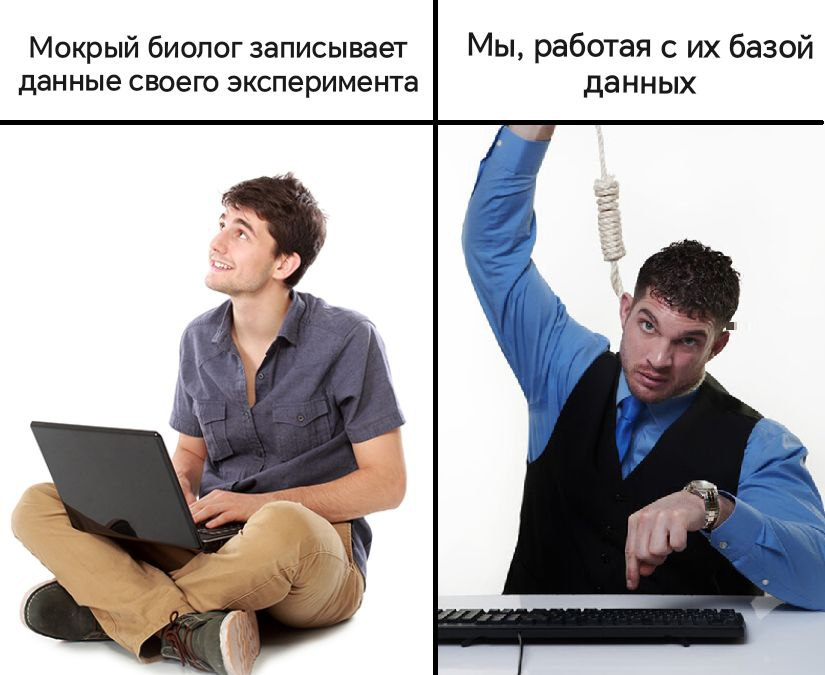 Мокрый биолог записывает
данные своего эксперимента
Мы, работая с их базой
данных